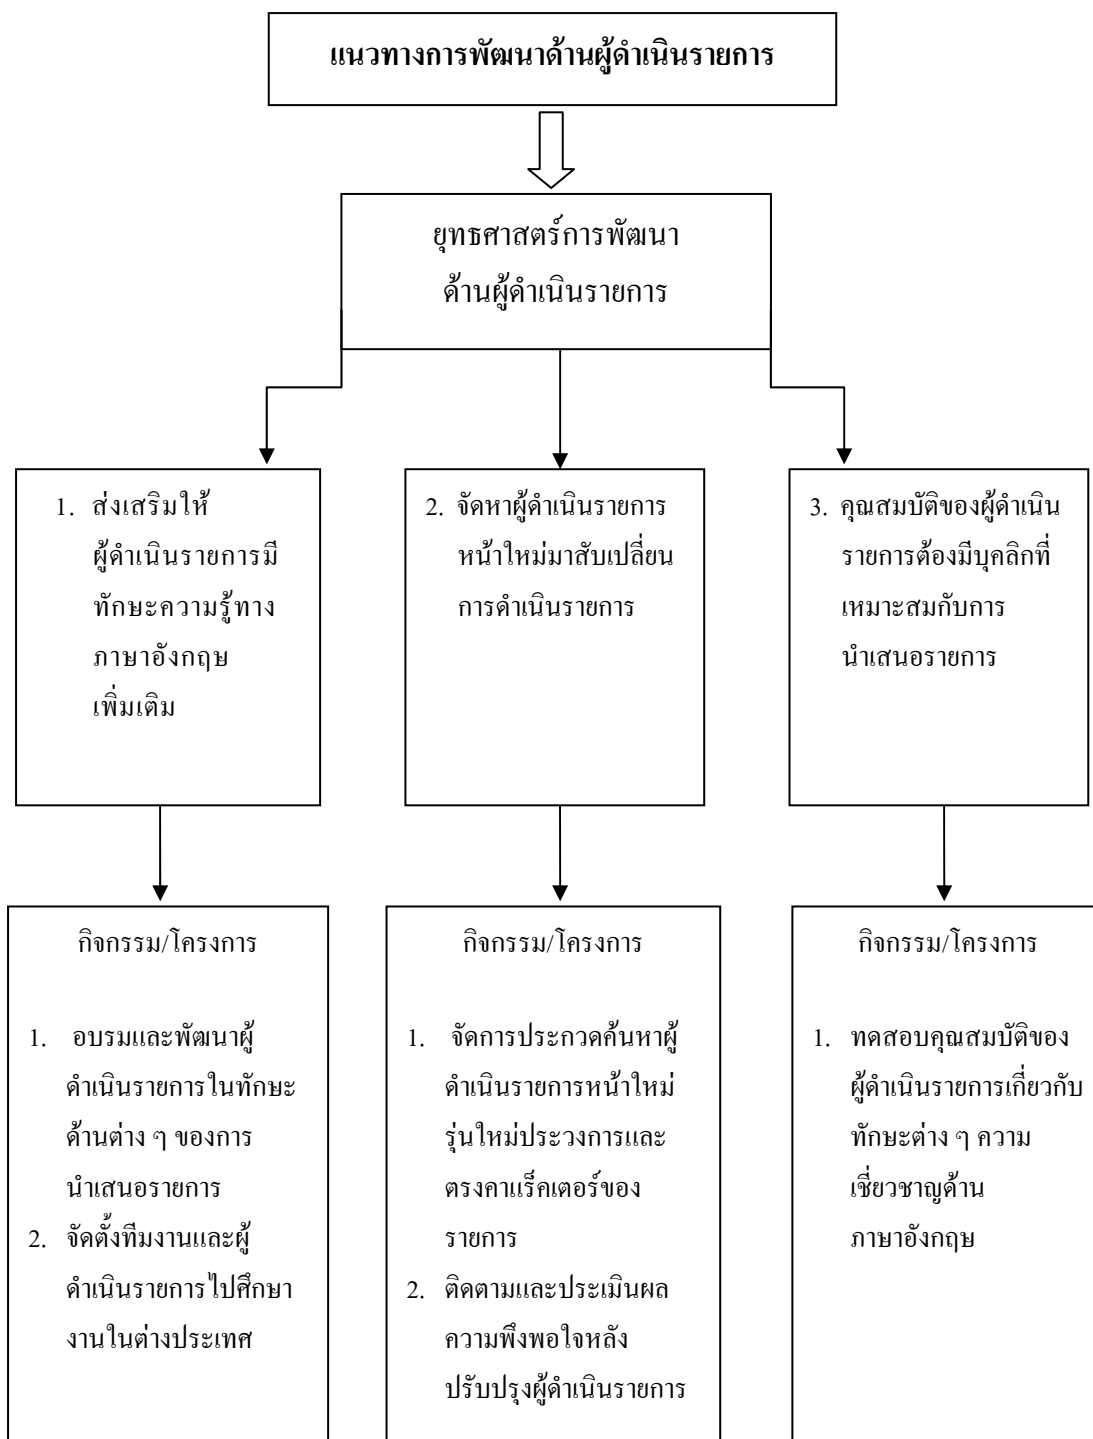 แนวทางการพัฒนาด้านผู้ดำเนินรายการ
ยุทธศาสตร์การพัฒนา
ด้านผู้ดำเนินรายการ
1. ส่งเสริมให้
ผู้ดำเนินรายการมี
ทักษะความรู้ทาง
ภาษาอังกฤษ
เพิ่มเติม
2. จัดหาผู้ดำเนินรายการ
หน้าใหม่มาสับเปลี่ยน
การดำเนินรายการ
3. คุณสมบัติของผู้ดำเนิน
รายการต้องมีบุคลิกที่
เหมาะสมกับการ
นำเสนอรายการ
กิจกรรม/โครงการ
1. อบรมและพัฒนาผู้
ดำเนินรายการในทักษะ
ด้านต่าง ๆ ของการ
นำเสนอรายการ
2. จัดตั้งทีมงานและผู้
ดำเนินรายการไปศึกษา
งานในต่างประเทศ
กิจกรรม/โครงการ
1. จัดการประกวดค้นหาผู้
ดำเนินรายการหน้าใหม่
รุ่นใหม่ประวงการและ
ตรงคาแร็คเตอร์ของ
รายการ
2. ติดตามและประเมินผล
ความพึงพอใจหลัง
ปรับปรุงผู้ดำเนินรายการ
กิจกรรม/โครงการ
1. ทดสอบคุณสมบัติของ
ผู้ดำเนินรายการเกี่ยวกับ
ทักษะต่าง ๆ ความ
เชี่ยวชาญด้าน
ภาษาอังกฤษ